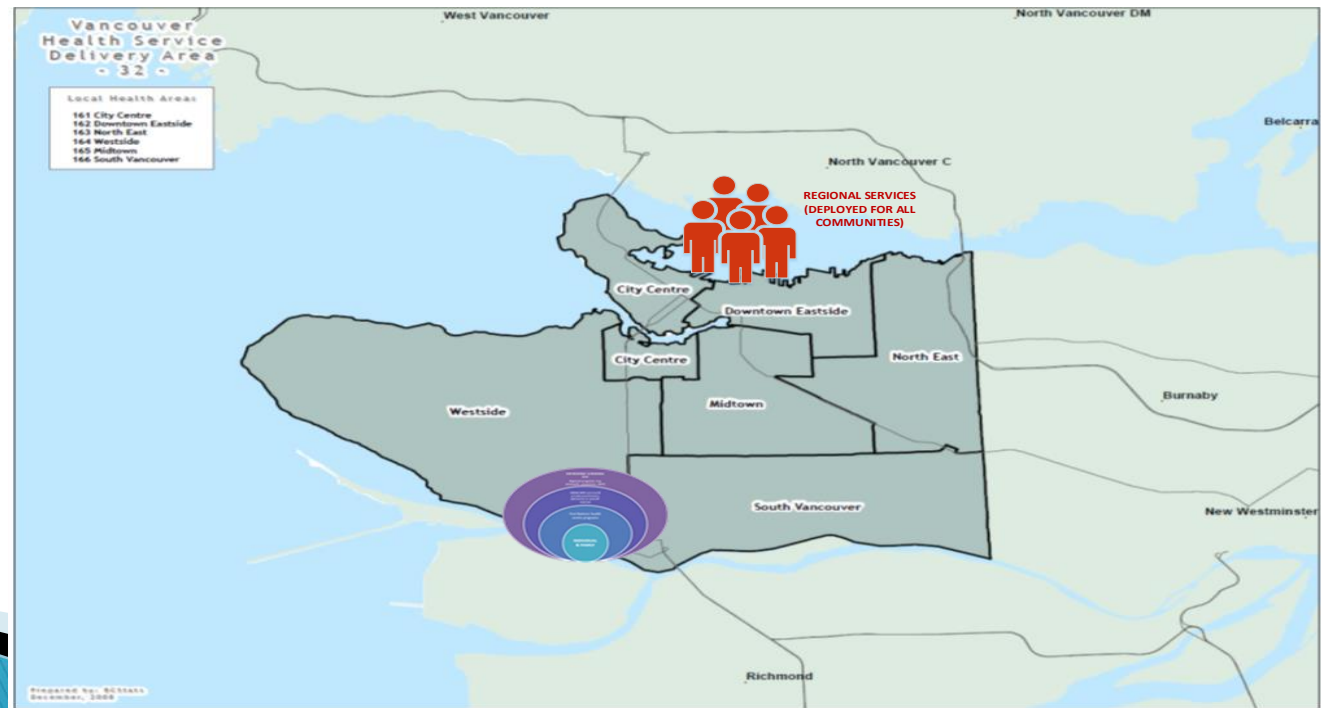 Vancouver
Health Service
Delivery Area
- 32 -
Local Health Areas
161 City Centre
162 Downtown Eastside
163 North East
164 Westside
165 Midtown
166 South Vancouver
West Vancouver
North Vancouver DM
Belcarra
North Vancouver C
REGIONAL SERVICES
(DEPLOYED FOR ALL
COMMUNITIES)
City Centre
Downtown Eastside
City Centre
North East
Westside
Midtown
Burnaby
South Vancouver
New Westminster
Richmond
Prepared by: BCStats
December, 2008